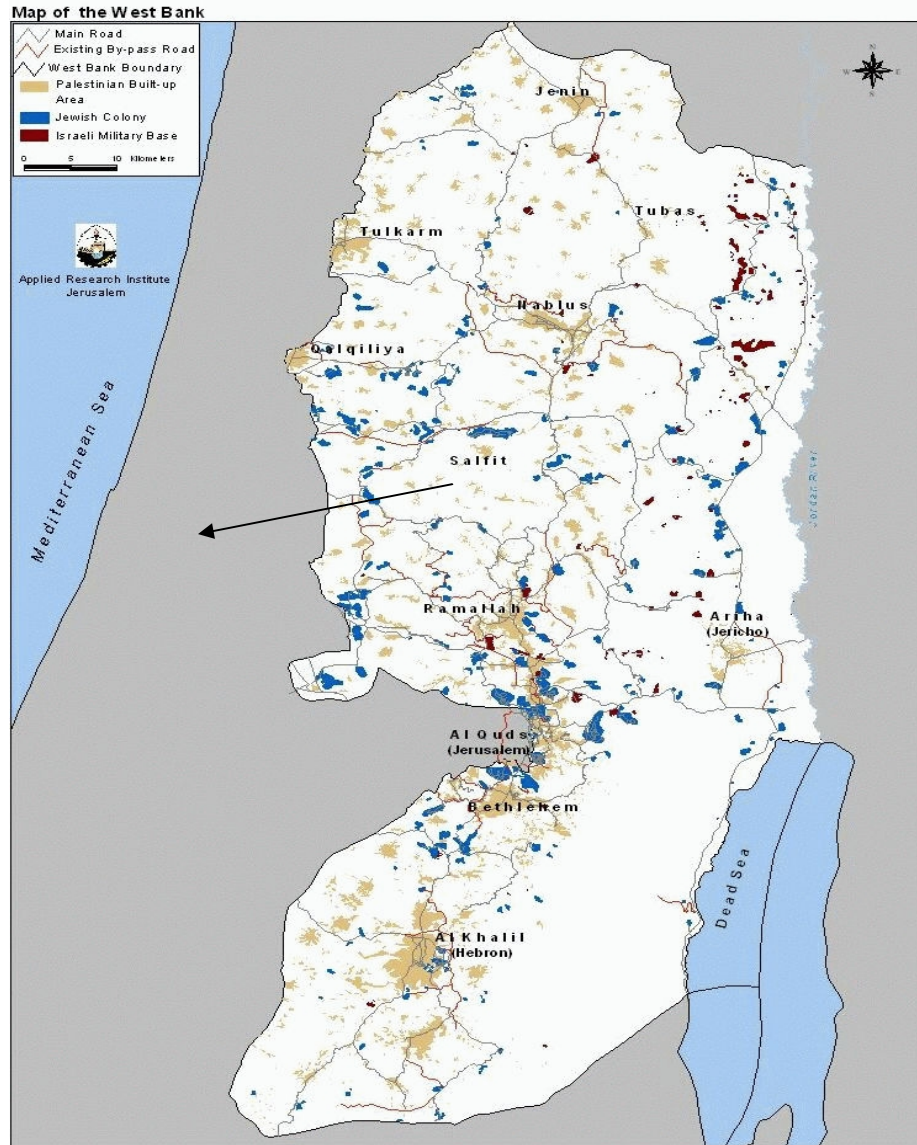 Map of the West Bank
Main Road
Existing By-pass Road
West Bank Boundary
Palestinian Built-up
Area
Jewish Colony
Israeli Military Base
0 5 10 Kilometers
N
W E
S
Applied Research Institute
Jerusalem
Mediterranean Sea
Jenin
Tubas
Tulkarm
Nablus
Qalqiliya
Salfit
Jordan River
Ramallah
Ariha
(Jericho)
Al Quds
(Jerusalem)
Bethlehem
Dead Sea
Al Khalil
(Hebron)